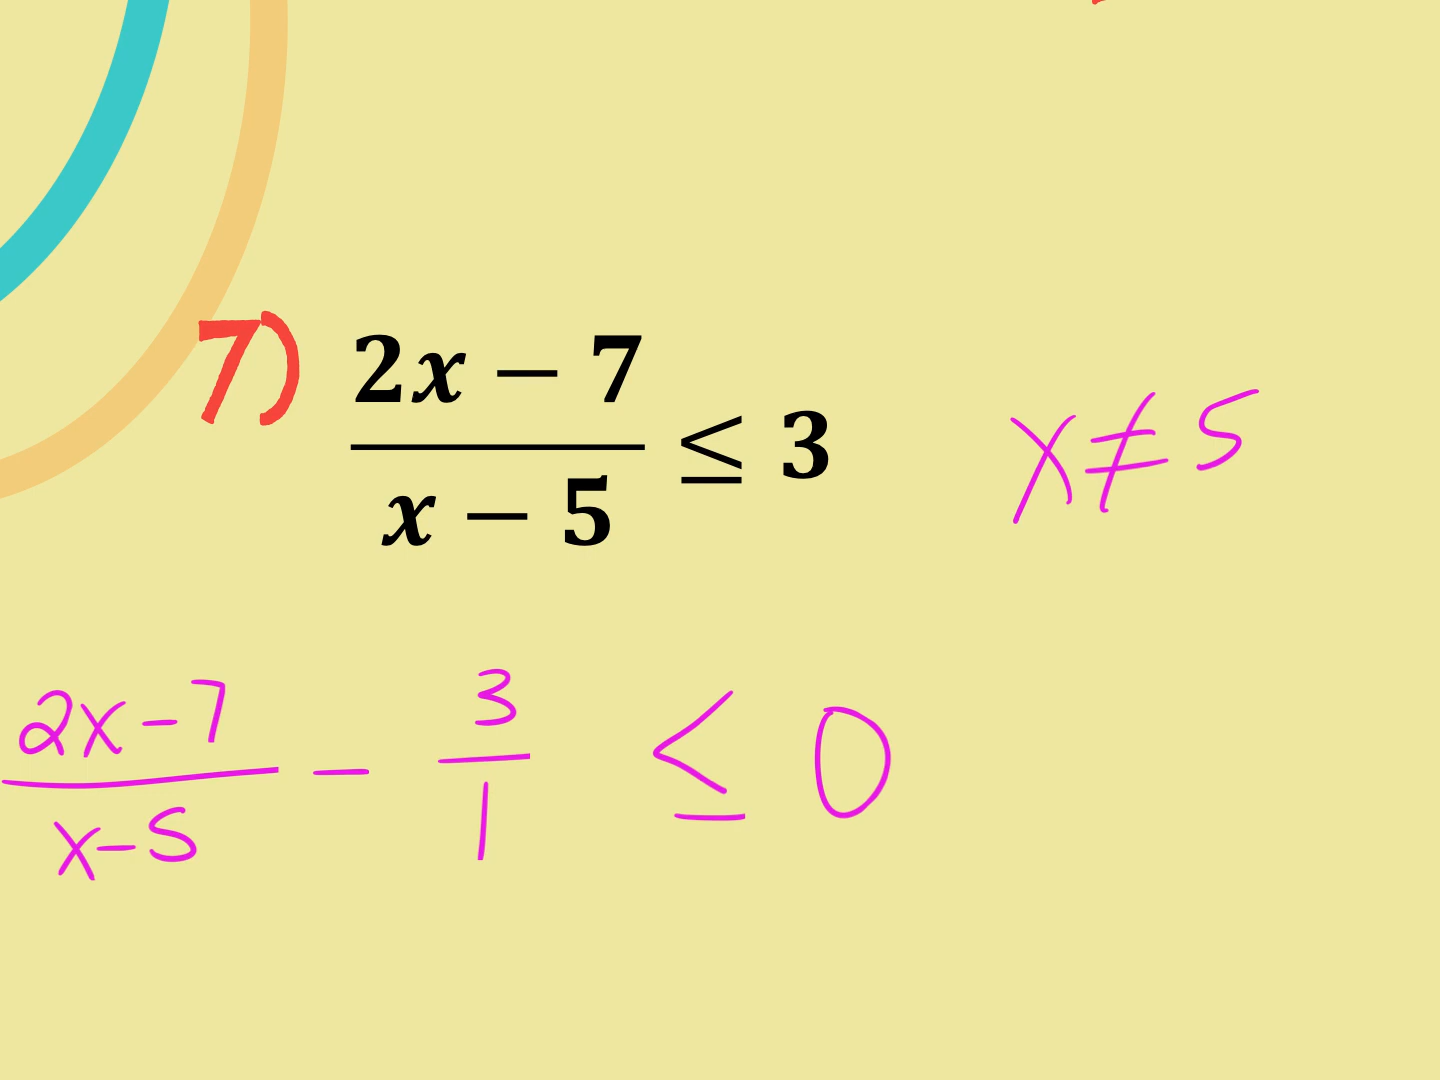 7) (2x − 7)/(x − 5) ≤ 3 x ≠ 5
(2x − 7)/(x − 5) − 3/1 ≤ 0